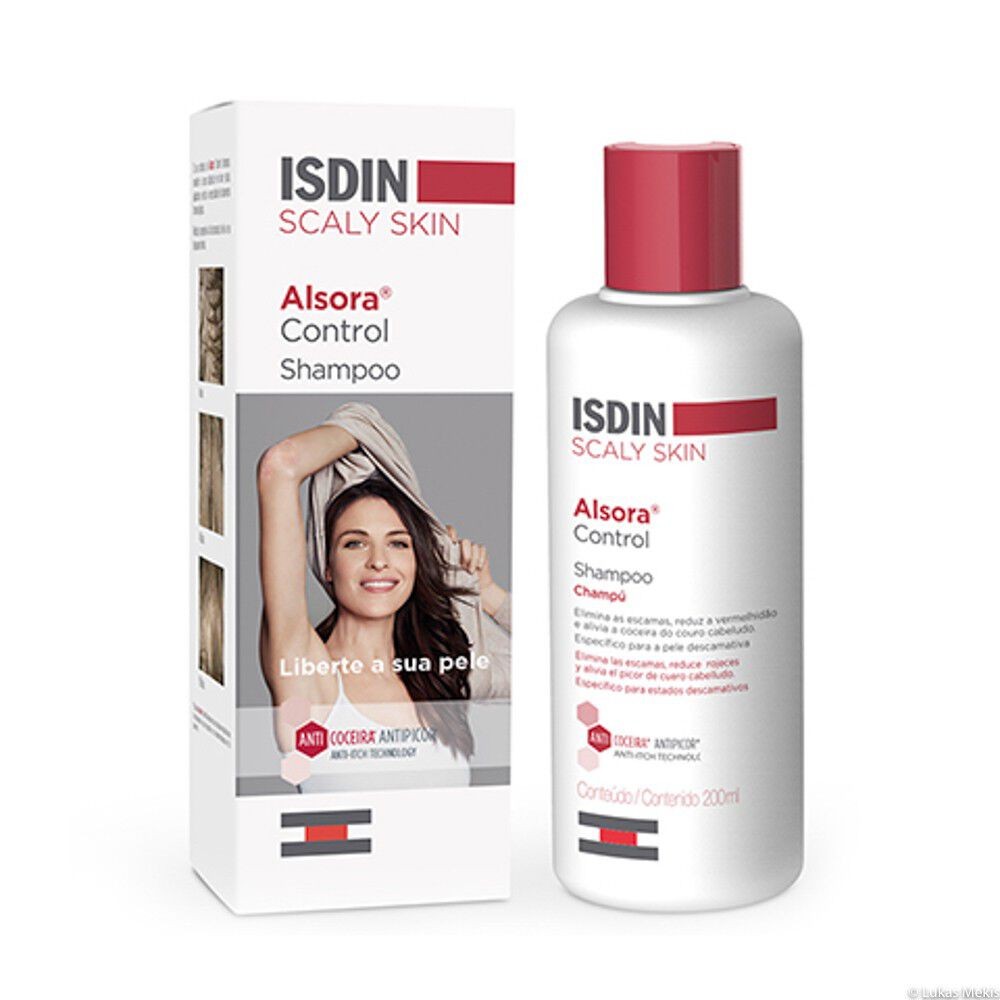 ISDIN
SCALY SKIN
Alsora®
Control
Shampoo
Liberte a sua pele
ANTI COCEIRA ANTIPICOR
ANTI-ITCH TECHNOLOGY
ISDIN
SCALY SKIN
Alsora®
Control
Shampoo
Champú
Elimina as escamas, reduz a vermelhidão
e alivia a coceira do couro cabeludo.
Específico para a pele descamativa
Elimina las escamas, reduce rojeces
y alivia el picor de cuero cabelludo.
Específico para estados descamativos
ANTI COCEIRA* ANTIPICOR*
ANTI-ITCH TECHNOL
Conteúdo / Contenido 200ml
© Lukas Mekis